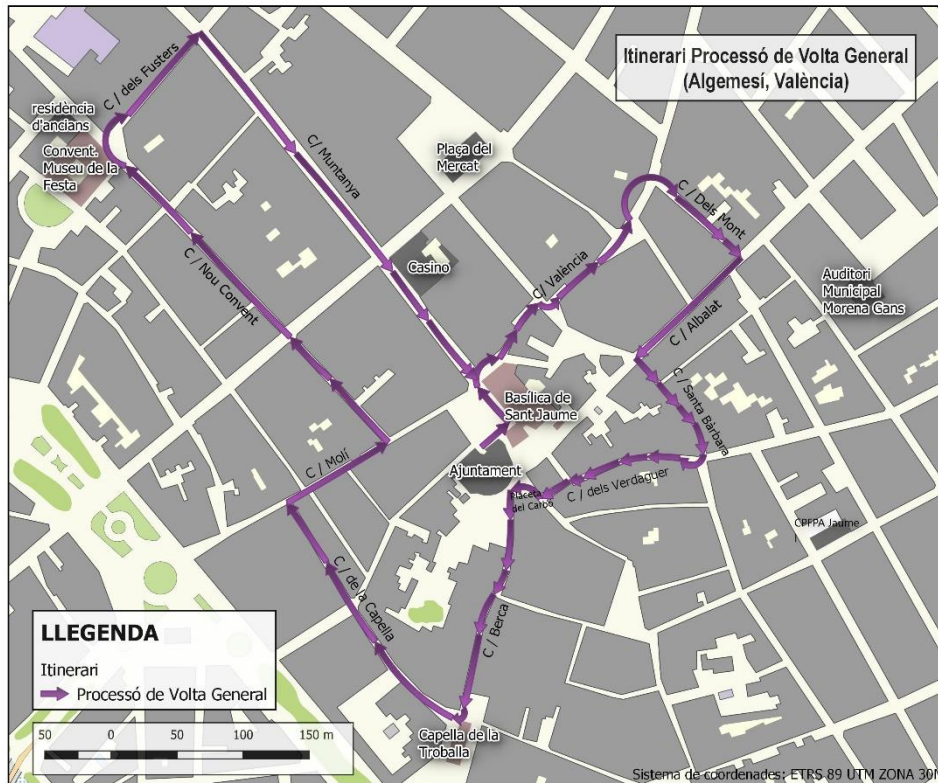 Itinerari Processó de Volta General
(Algemesí, València)
C / dels Fusters
residència
d'ancians
Convent.
Museu de la
Festa
C/ Muntanya
Plaça del
Mercat
C / Dels Mont
Casino
C/ València
C / Nou Convent
Auditori
Municipal
Morena Gans
C / Albalat
C / Santa Bàrbara
Basílica de
Sant Jaume
C / Molí
Ajuntament
C / dels Verdaguer
Placeta
del Carbó
CPFPA Jaume
I
C / de la Capella
C / Berca
LLEGENDA
Itinerari
Processó de Volta General
50 0 50 100 150 m
Capella de la
Troballa
Sistema de coordenades: ETRS 89 UTM ZONA 30N